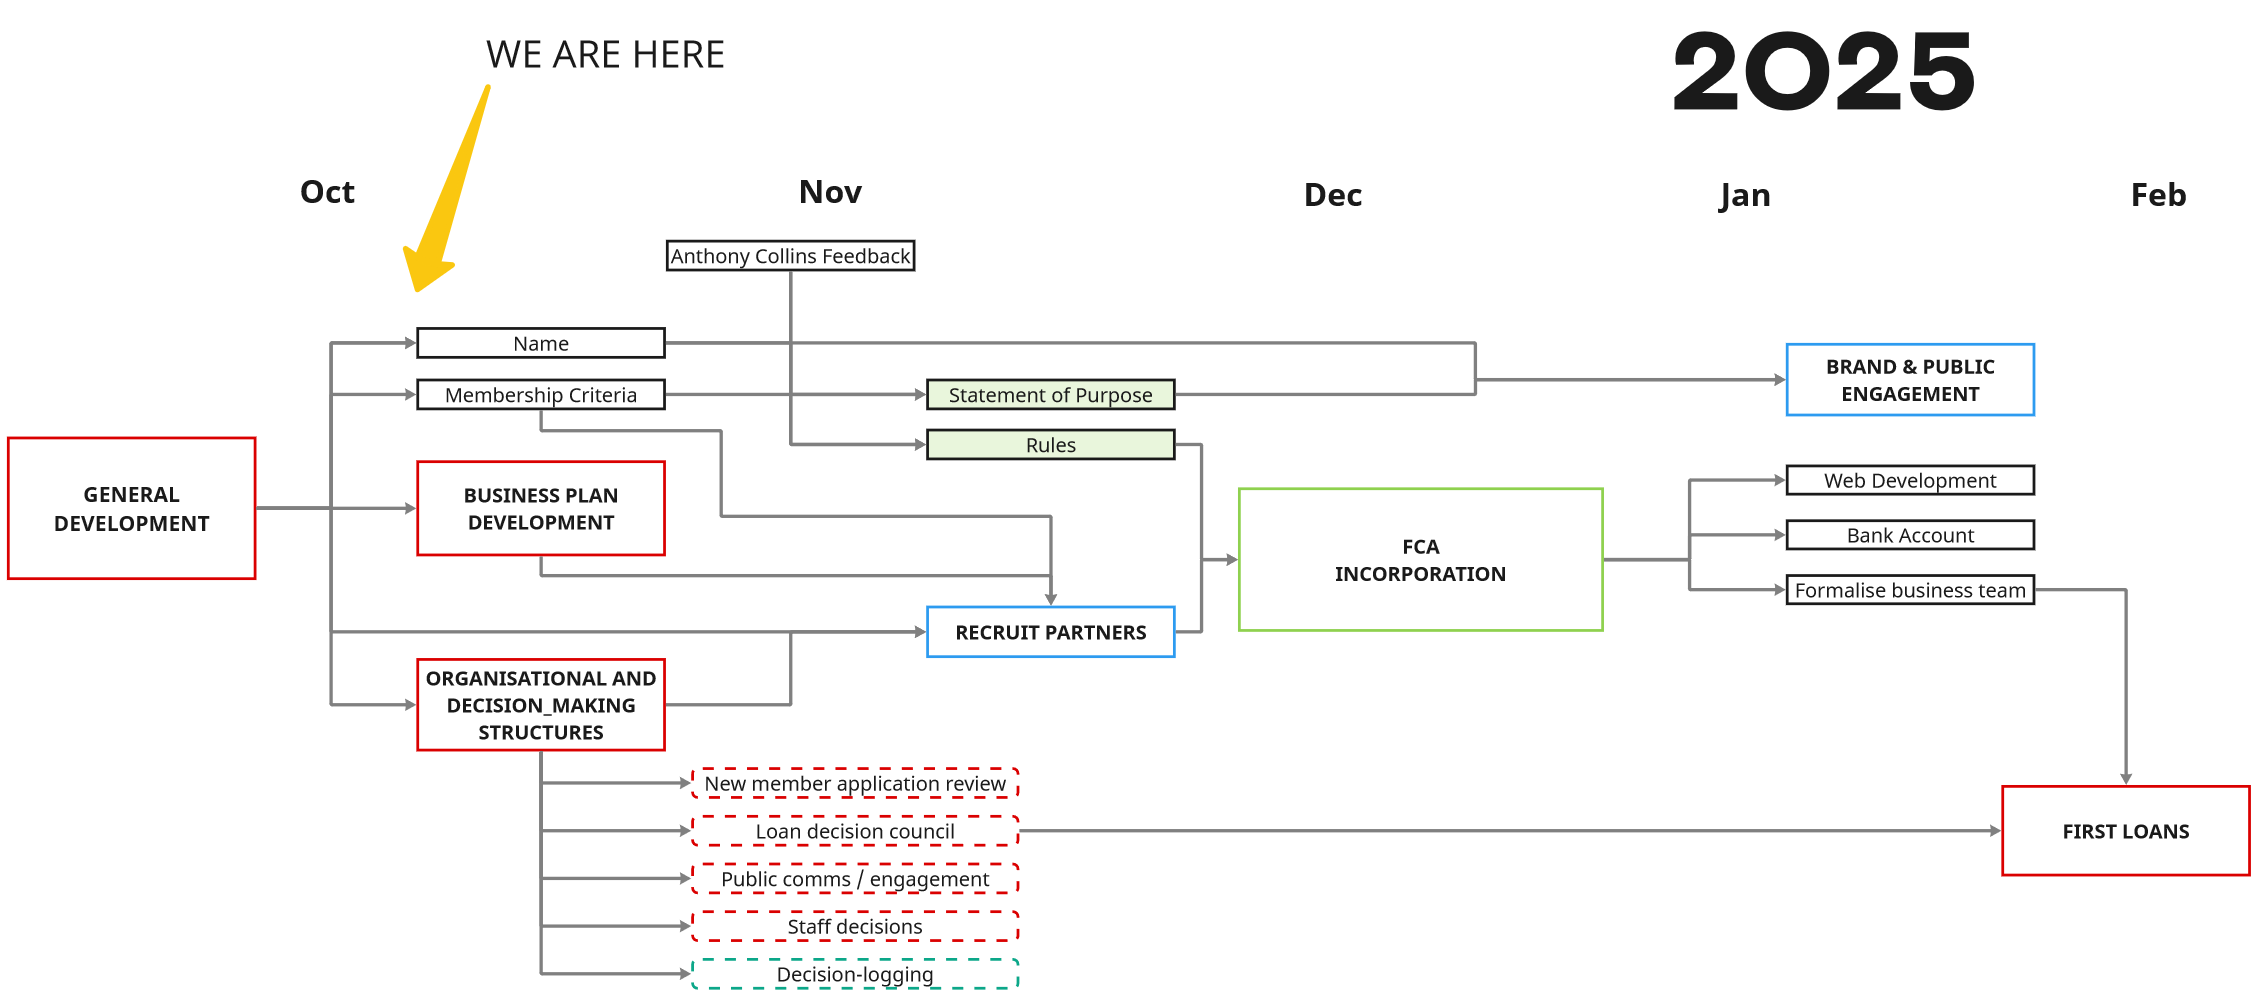 WE ARE HERE
2025
Oct
Nov
Dec
Jan
Feb
Anthony Collins Feedback
Name
Membership Criteria
Statement of Purpose
Rules
BRAND & PUBLIC
ENGAGEMENT
GENERAL
DEVELOPMENT
BUSINESS PLAN
DEVELOPMENT
FCA
INCORPORATION
Web Development
Bank Account
Formalise business team
RECRUIT PARTNERS
ORGANISATIONAL AND
DECISION_MAKING
STRUCTURES
New member application review
Loan decision council
Public comms / engagement
Staff decisions
Decision-logging
FIRST LOANS